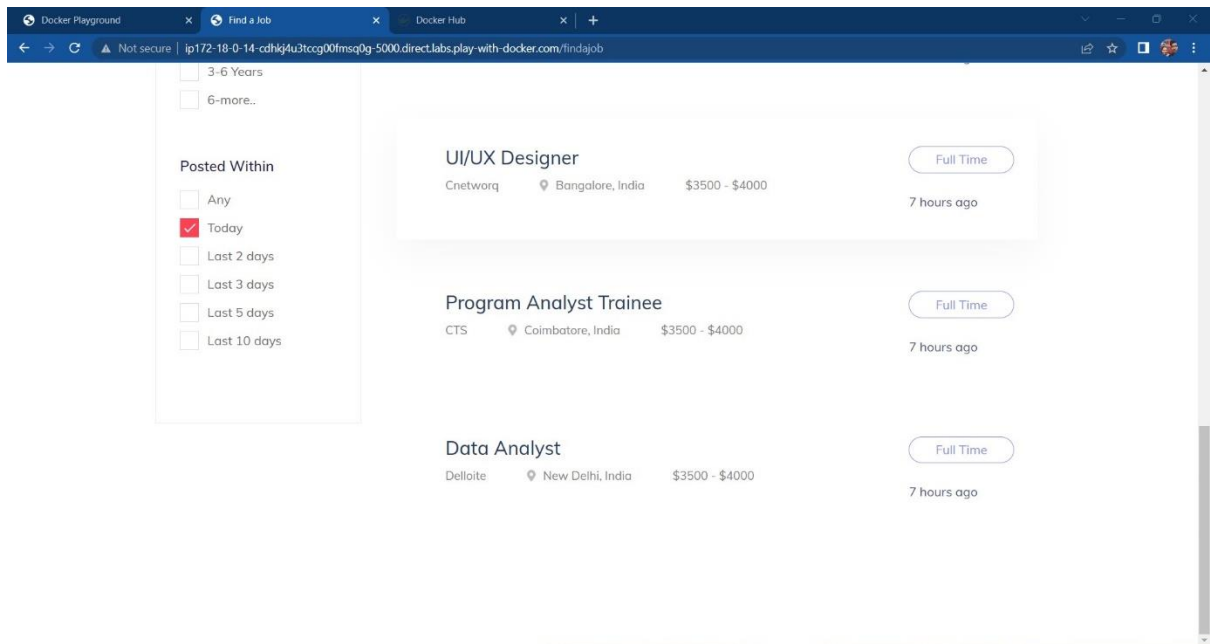 Docker Playground
Find a Job
Docker Hub
Not secure
ip172-18-0-14-cdhkj4u3tccg00fmsq0g-5000.direct.labs.play-with-docker.com/findajob
3-6 Years
6-more..
Posted Within
Any
Today
Last 2 days
Last 3 days
Last 5 days
Last 10 days
UI/UX Designer
Full Time
Cnetworq Bangalore, India $3500 - $4000
7 hours ago
Program Analyst Trainee
Full Time
CTS Coimbatore, India $3500 - $4000
7 hours ago
Data Analyst
Full Time
Delloite New Delhi, India $3500 - $4000
7 hours ago